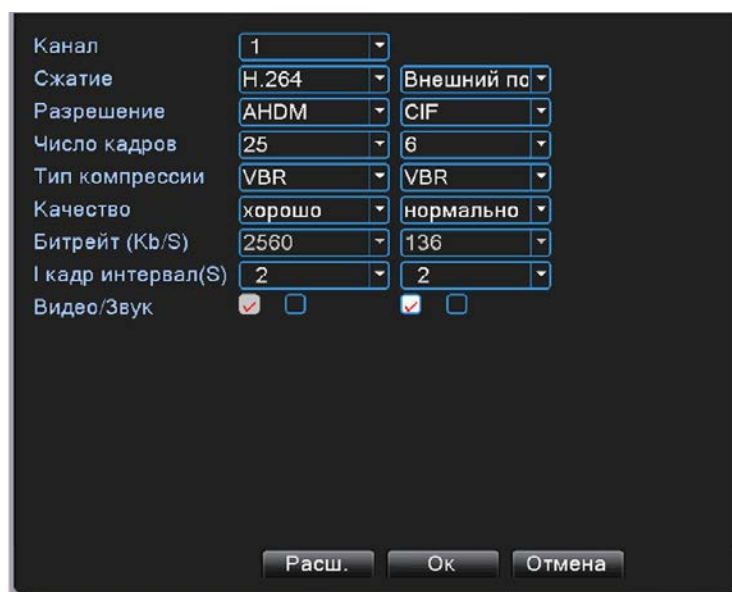 Канал 1
Сжатие H.264 Внешний по
Разрешение AHDM CIF
Число кадров 25 6
Тип компрессии VBR VBR
Качество хорошо нормально
Битрейт (Kb/S) 2560 136
I кадр интервал(S) 2 2
Видео/Звук
Расш. Ок Отмена